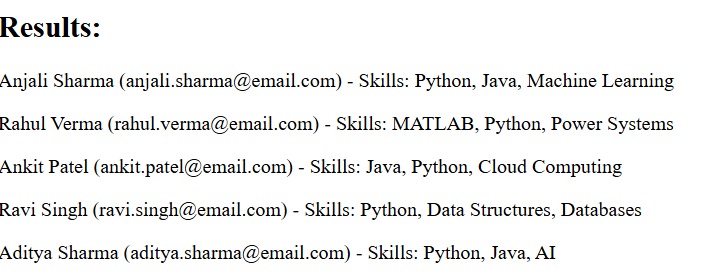 Results:
Anjali Sharma (anjali.sharma@email.com) - Skills: Python, Java, Machine Learning
Rahul Verma (rahul.verma@email.com) - Skills: MATLAB, Python, Power Systems
Ankit Patel (ankit.patel@email.com) - Skills: Java, Python, Cloud Computing
Ravi Singh (ravi.singh@email.com) - Skills: Python, Data Structures, Databases
Aditya Sharma (aditya.sharma@email.com) - Skills: Python, Java, AI